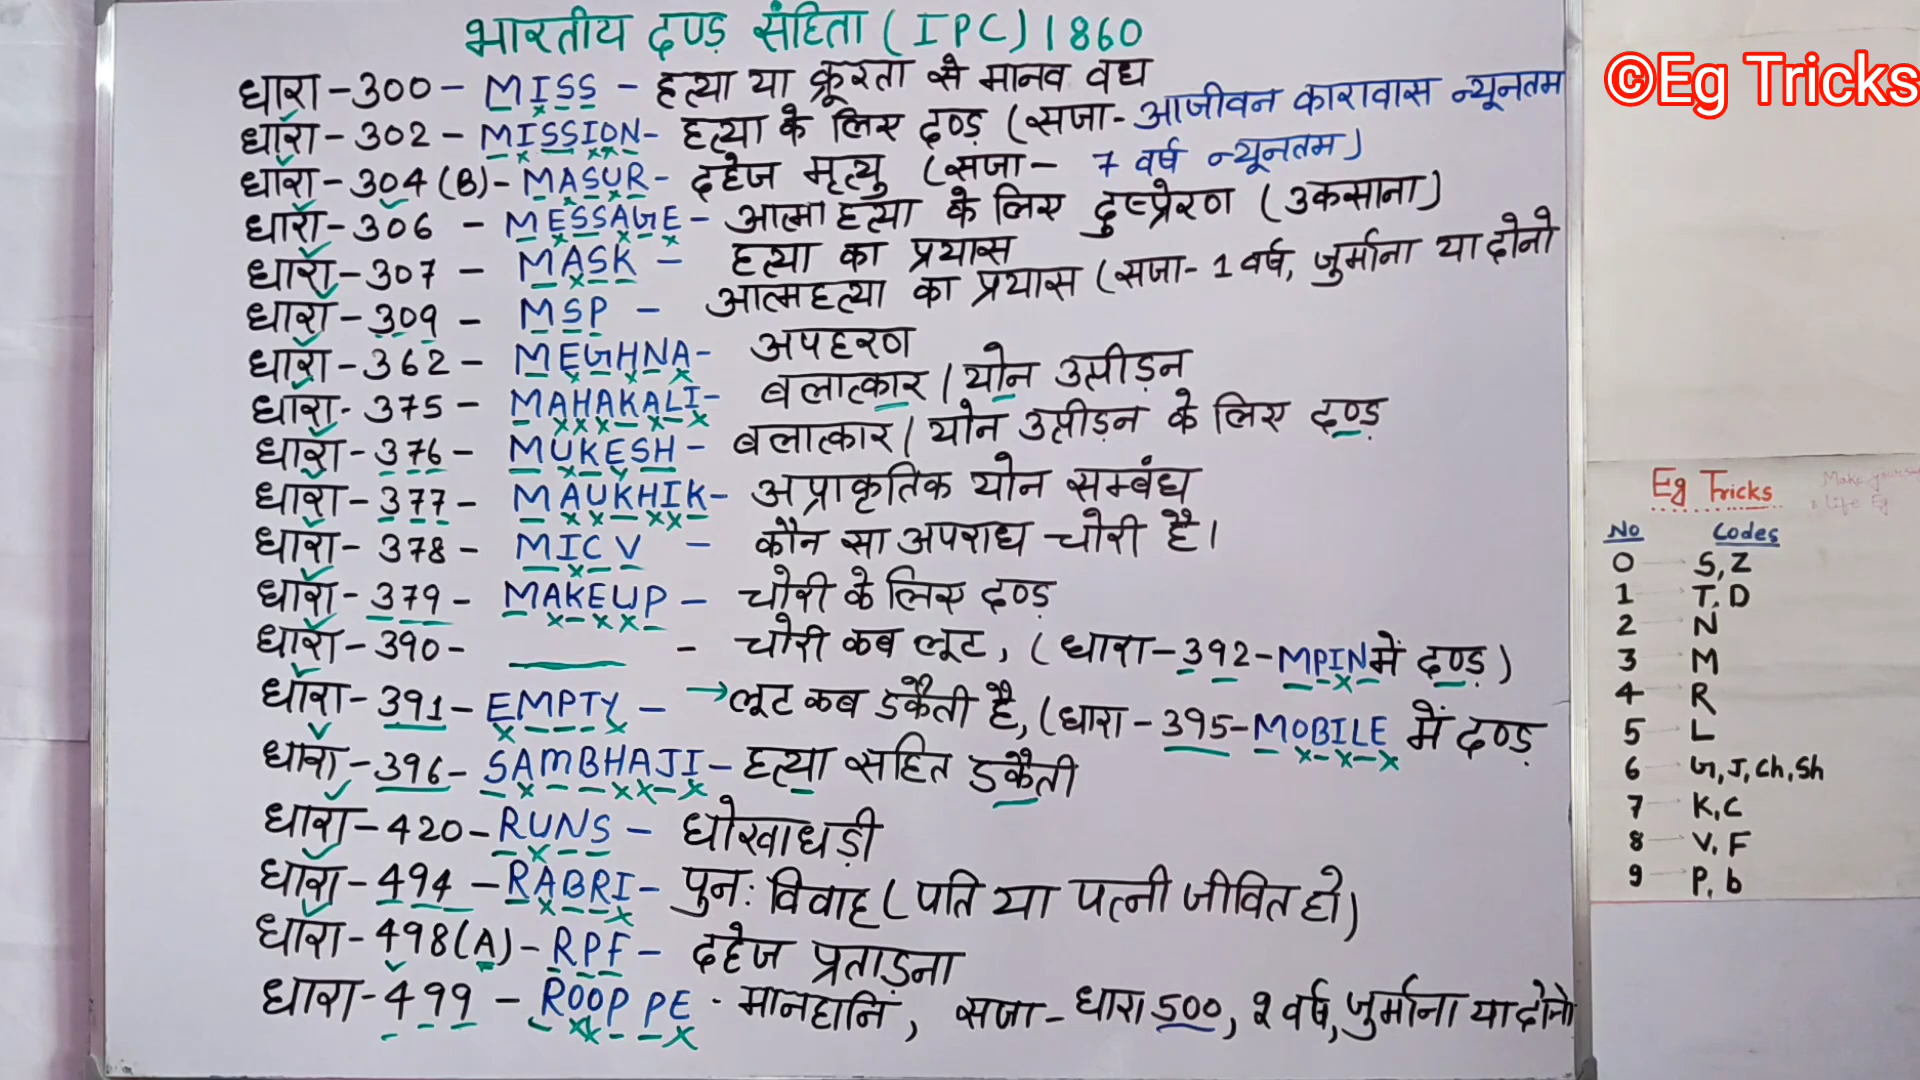 भारतीय दण्ड संहिता (IPC) 1860
©Eg Tricks
धारा-300- MISS - हत्या या क्रूरता से मानव वध
धारा-302-MISSION- हत्या के लिए दण्ड (सजा-आजीवन कारावास न्यूनतम
धारा-304(B)-MASUR- दहेज मृत्यु (सजा- 7 वर्ष न्यूनतम)
धारा-306 - MESSAGE- आत्माहत्या के लिए दुष्प्रेरण (उकसाना)
धारा-307 - MASK - हत्या का प्रयास
धारा-309 - MSP - आत्महत्या का प्रयास (सजा-1 वर्ष, जुर्माना या दोनो
धारा-362- MEGHNA- अपहरण
धारा-375- MAHAKALI- बलात्कार/योन उत्पीड़न
धारा-376- MUKESH- बलात्कार/योन उत्पीड़न के लिए दण्ड
धारा-377- MAUKHIK- अप्राकृतिक योन सम्बंध
धारा-378- MICV - कौन सा अपराध चोरी है।
धारा-379- MAKEUP- चोरी के लिए दण्ड
धारा-390- - चोरी कब लूट, (धारा-392-MPIN में दण्ड)
धारा-391- EMPTY - →लूट कब डकैती है, (धारा-395-MOBILE में दण्ड
धारा-396-SAMBHAJI- हत्या सहित डकैती
धारा-420-RUNS- धोखाधड़ी
धारा-494-RABRI- पुन: विवाह (पति या पत्नी जीवित हो)
धारा-498(A)-RPF- दहेज प्रताड़ना
धारा-499 - ROOP PE - मानहानि, सजा-धारा 500, 2 वर्ष, जुर्माना या दोनो
Eg Tricks
No Codes
0 S, Z
1 T, D
2 N
3 M
4 R
5 L
6 G, J, Ch, Sh
7 K, C
8 V, F
9 P, b